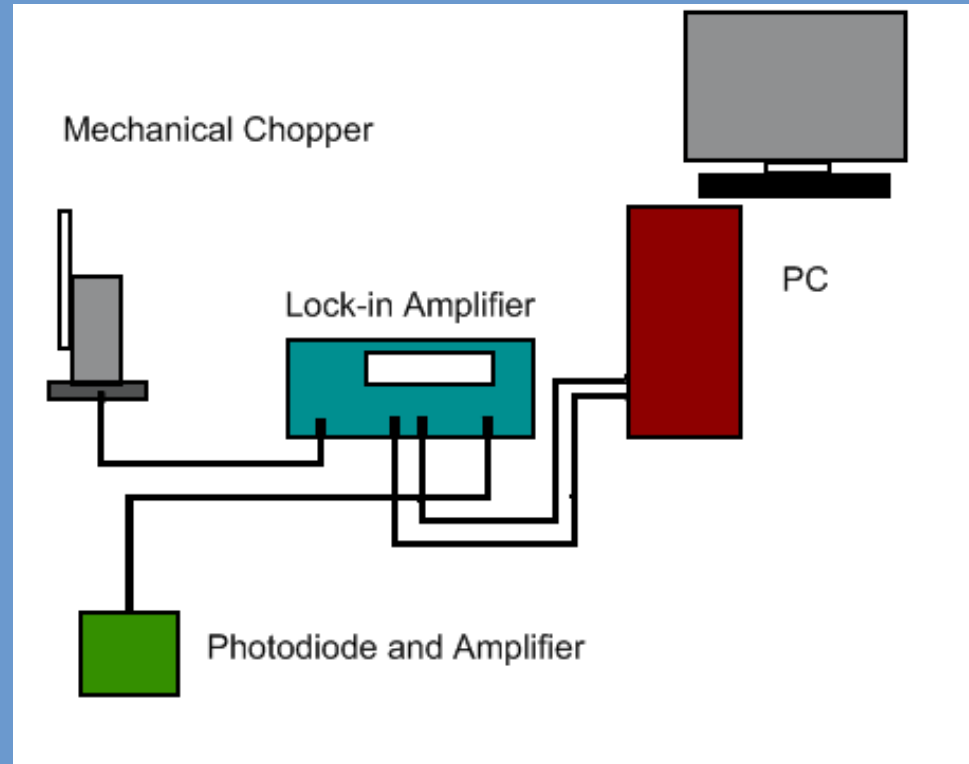 Mechanical Chopper
PC
Lock-in Amplifier
Photodiode and Amplifier